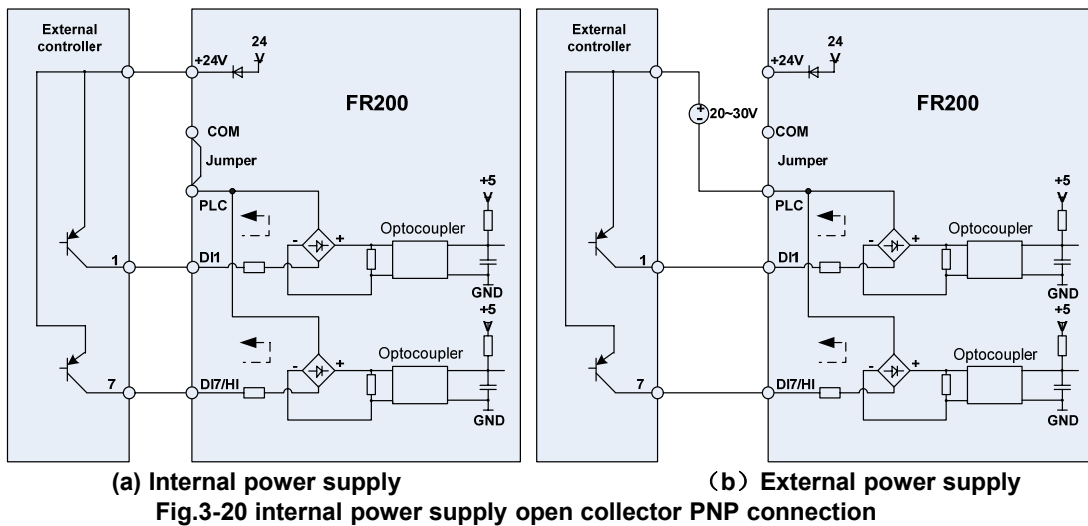 External
controller
24
V
+24V
FR200
COM
Jumper
PLC
+5
V
Optocoupler
-
+
1
DI1
GND
+5
V
Optocoupler
-
+
7
DI7/HI
GND
External
controller
24
V
+24V
FR200
+
-
20~30V
COM
Jumper
PLC
+5
V
Optocoupler
-
+
1
DI1
GND
+5
V
Optocoupler
-
+
7
DI7/HI
GND
(a) Internal power supply
(b) External power supply
Fig.3-20 internal power supply open collector PNP connection